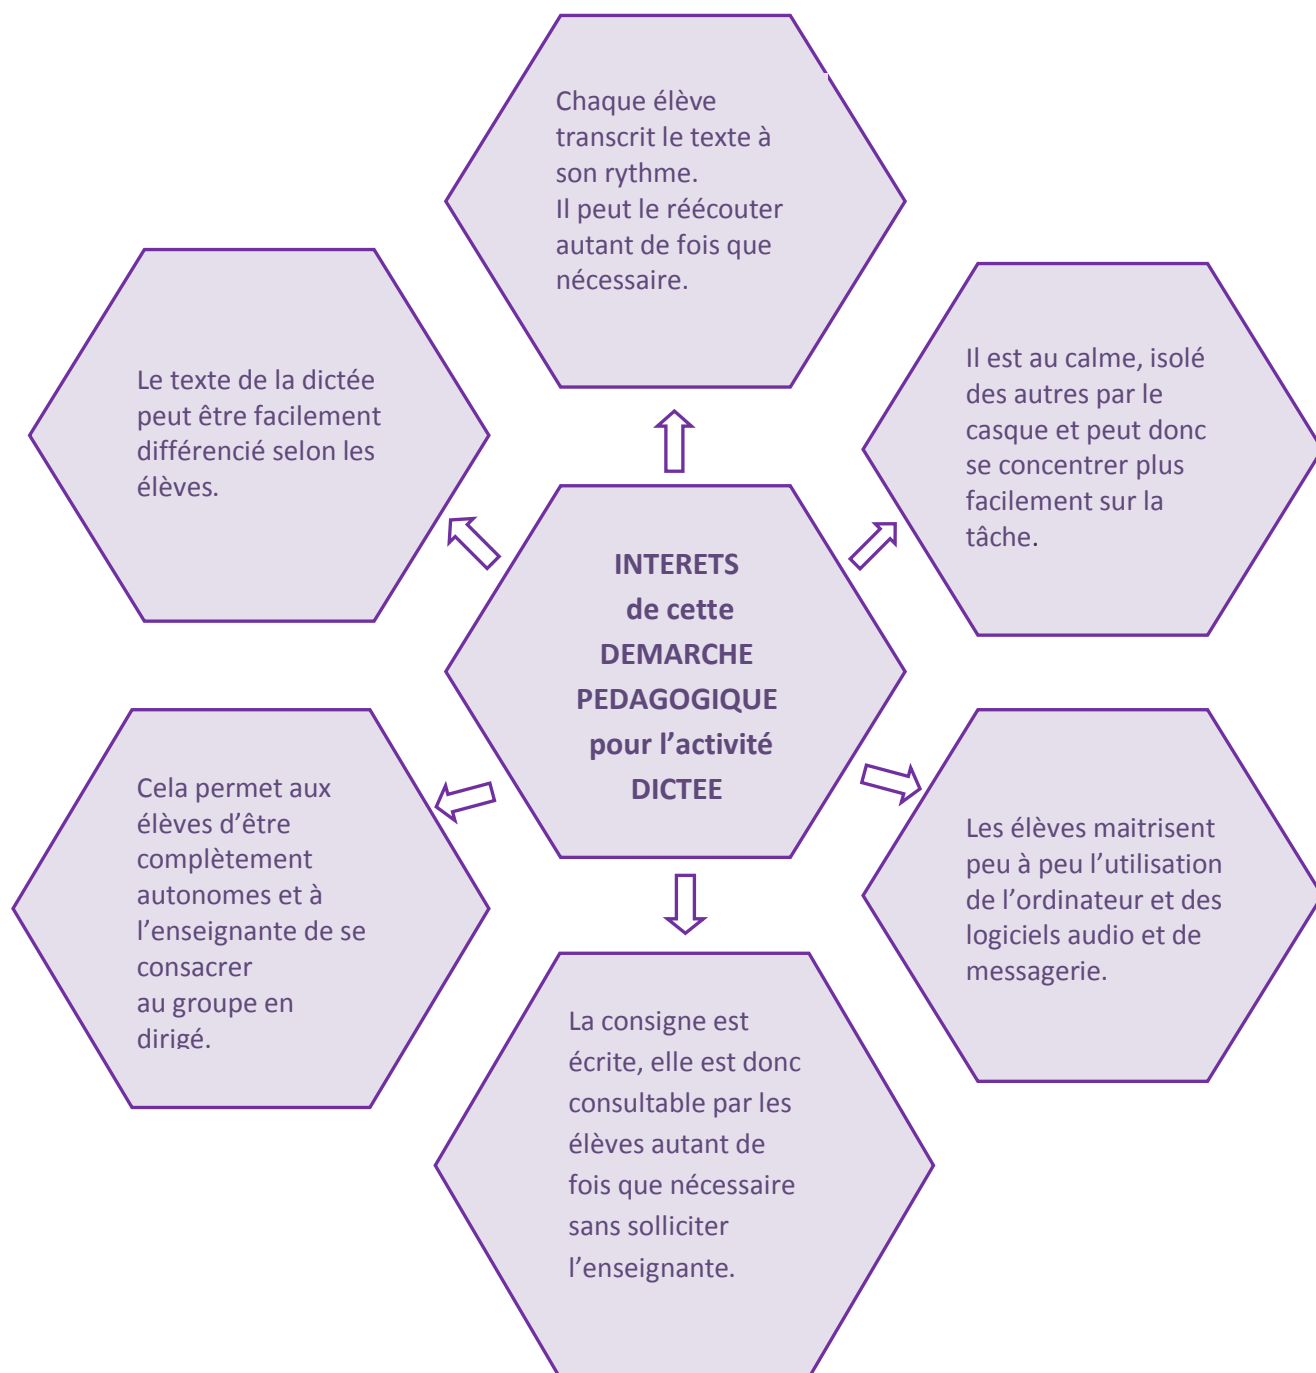 Chaque élève
transcrit le texte à
son rythme.
Il peut le réécouter
autant de fois que
nécessaire.
Le texte de la dictée
peut être facilement
différencié selon les
élèves.
Il est au calme, isolé
des autres par le
casque et peut donc
se concentrer plus
facilement sur la
tâche.
INTERETS
de cette
DEMARCHE
PEDAGOGIQUE
pour l’activité
DICTEE
Cela permet aux
élèves d’être
complètement
autonomes et à
l’enseignante de se
consacrer
au groupe en
dirigé.
Les élèves maitrisent
peu à peu l’utilisation
de l’ordinateur et des
logiciels audio et de
messagerie.
La consigne est
écrite, elle est donc
consultable par les
élèves autant de
fois que nécessaire
sans solliciter
l’enseignante.